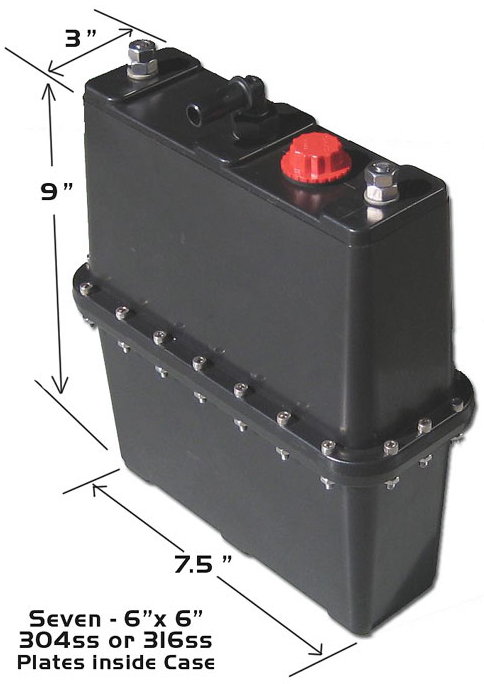 3"
9"
7.5 "
Seven - 6"x 6"
304ss or 316ss
Plates inside Case